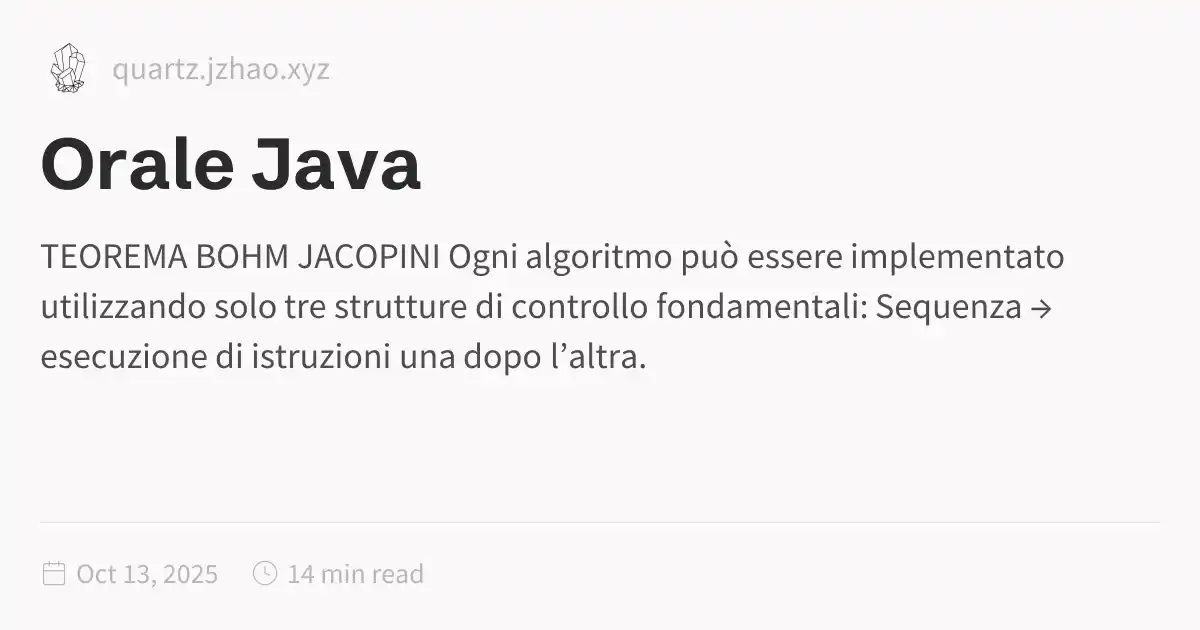 quartz.jzhao.xyz
Orale Java
TEOREMA BOHM JACOPINI Ogni algoritmo può essere implementato
utilizzando solo tre strutture di controllo fondamentali: Sequenza →
esecuzione di istruzioni una dopo l’altra.
Oct 13, 2025 14 min read